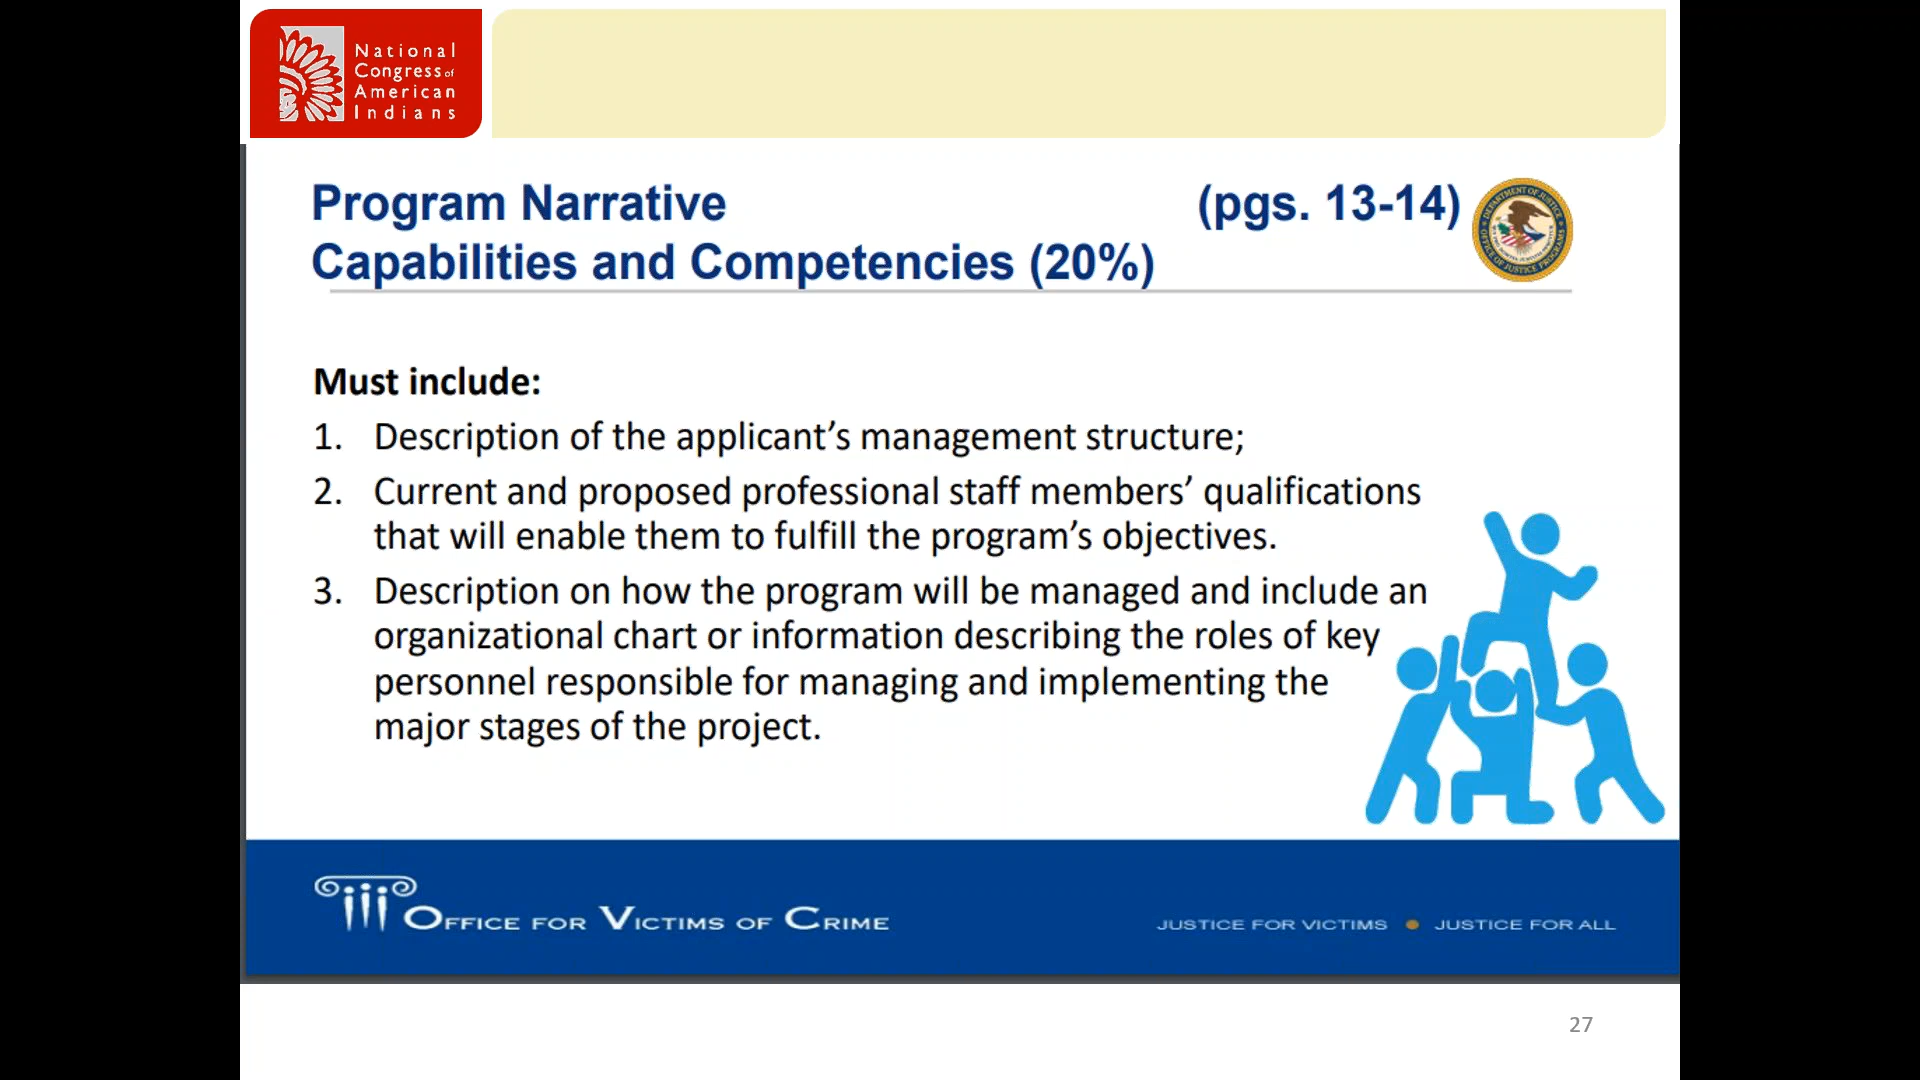 National
Congress of
American
Indians
Program Narrative (pgs. 13-14)
Capabilities and Competencies (20%)
Must include:
1. Description of the applicant’s management structure;
2. Current and proposed professional staff members’ qualifications
that will enable them to fulfill the program’s objectives.
3. Description on how the program will be managed and include an
organizational chart or information describing the roles of key
personnel responsible for managing and implementing the
major stages of the project.
OFFICE FOR VICTIMS OF CRIME
JUSTICE FOR VICTIMS • JUSTICE FOR ALL
27